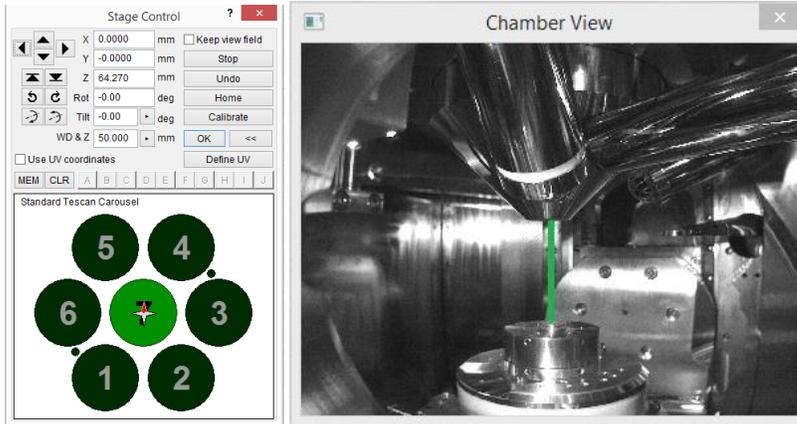 Stage Control ?
X 0.0000 mm Keep view field
Y -0.0000 mm Stop
Z 64.270 mm Undo
Rot -0.00 deg Home
Tilt -0.00 deg Calibrate
WD & Z 50.000 mm OK <<
Use UV coordinates Define UV
MEM CLR A B C D E F G H I J
Standard Tescan Carousel
5 4
6 7 3
1 2
Chamber View